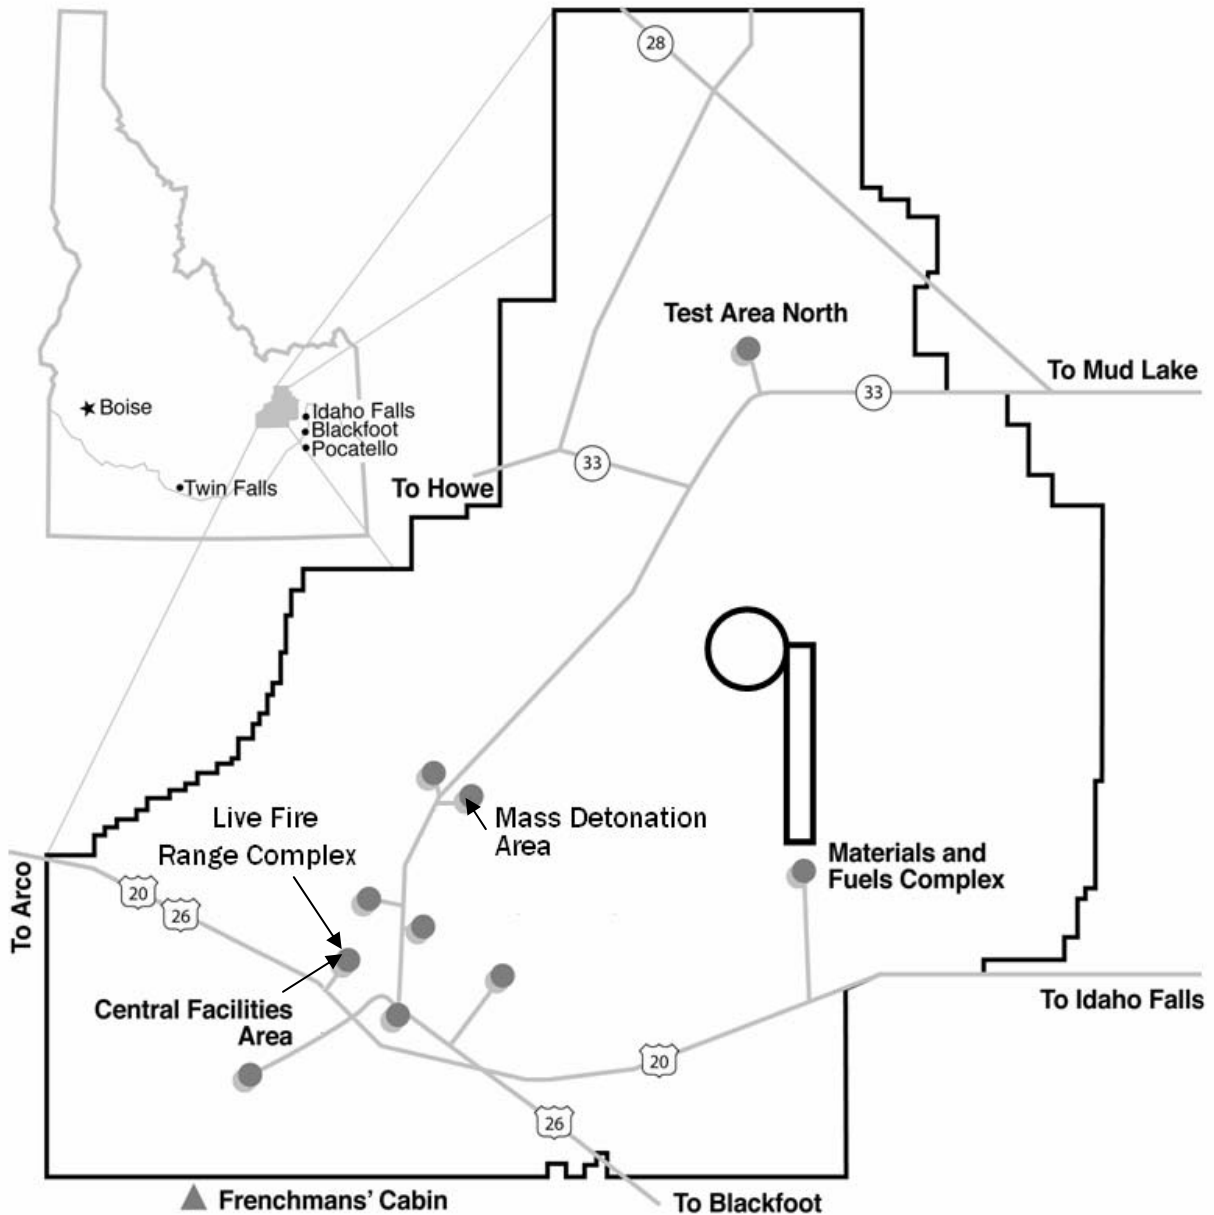 28
Test Area North
To Mud Lake
33
Boise
Idaho Falls
Blackfoot
Pocatello
Twin Falls
33
To Howe
Live Fire
Range Complex
Mass Detonation
Area
Materials and
Fuels Complex
To Arco
20
26
Central Facilities
Area
To Idaho Falls
20
26
Frenchmans' Cabin
To Blackfoot